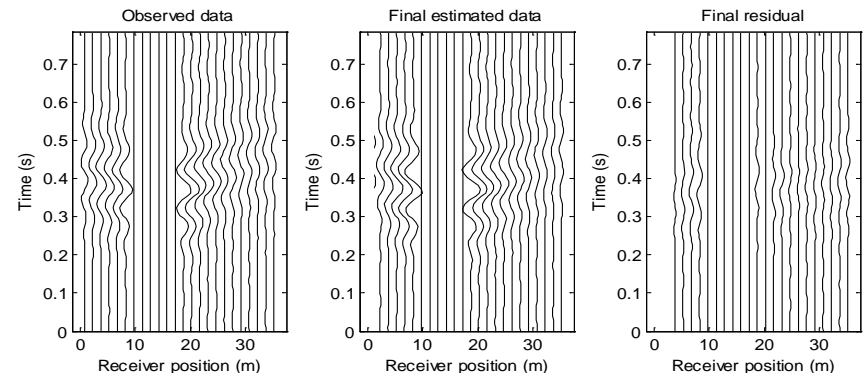 Observed data
Final estimated data
Final residual
Time (s)
0.7
0.6
0.5
0.4
0.3
0.2
0.1
0
0 10 20 30
Receiver position (m)
Time (s)
0.7
0.6
0.5
0.4
0.3
0.2
0.1
0
0 10 20 30
Receiver position (m)
Time (s)
0.7
0.6
0.5
0.4
0.3
0.2
0.1
0
0 10 20 30
Receiver position (m)